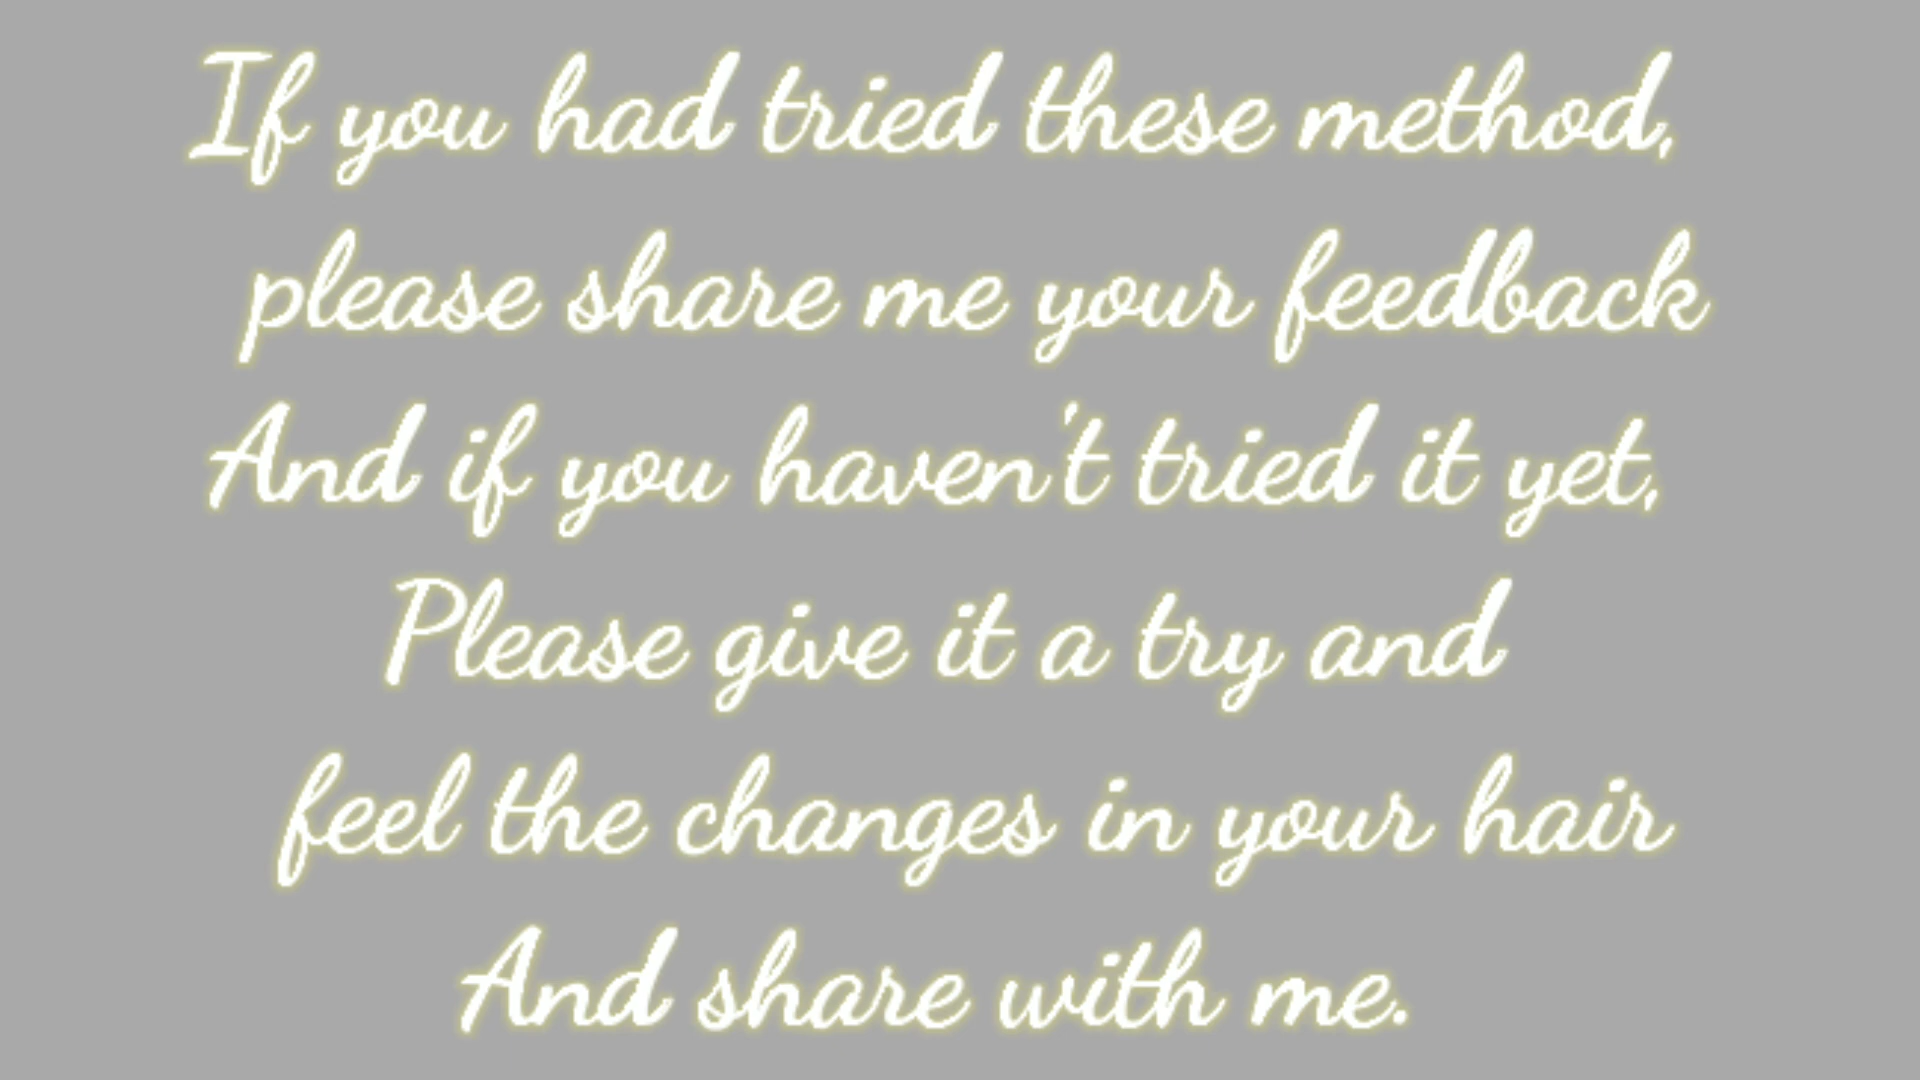 If you had tried these method,
please share me your feedback
And if you haven't tried it yet,
Please give it a try and
feel the changes in your hair
And share with me.